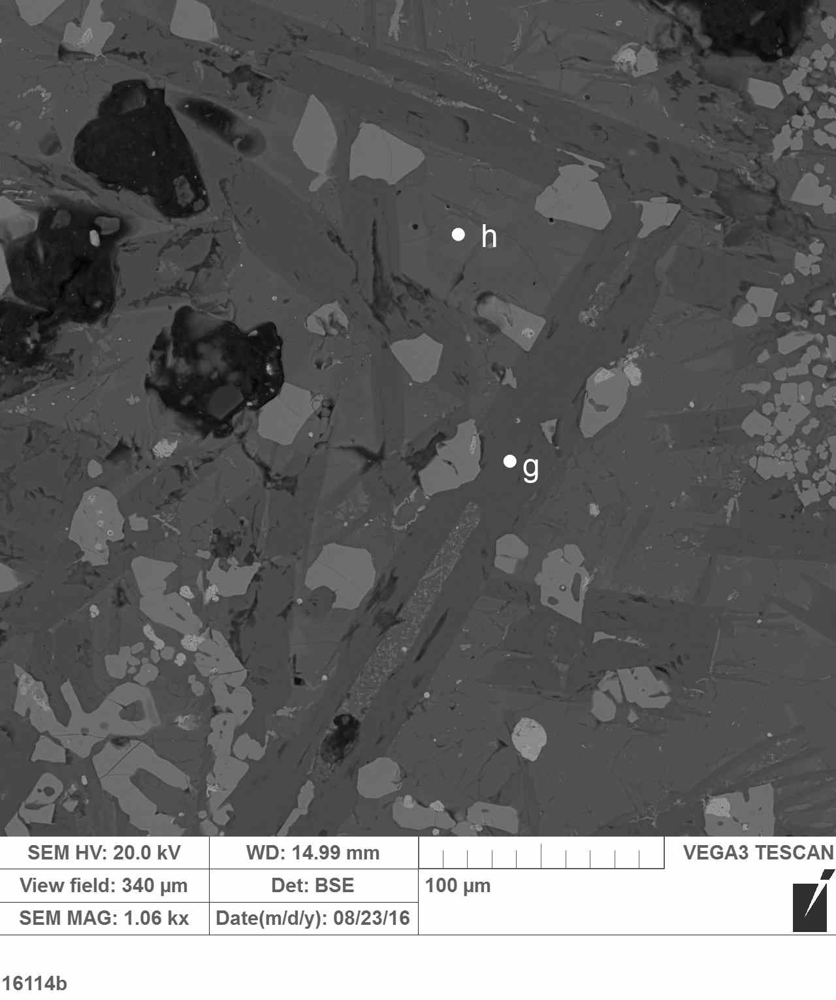 h
g
SEM HV: 20.0 kV
WD: 14.99 mm
VEGA3 TESCAN
View field: 340 µm
Det: BSE
100 µm
SEM MAG: 1.06 kx
Date(m/d/y): 08/23/16
16114b